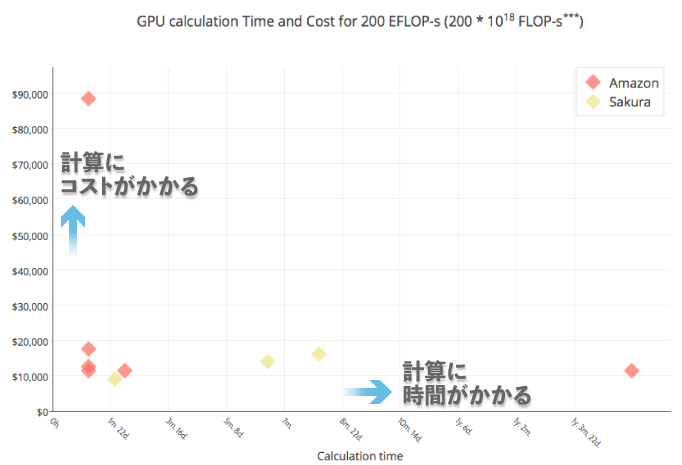 GPU calculation Time and Cost for 200 EFLOP-s (200 * 10^18 FLOP-s***)
Amazon
Sakura
$90,000
$80,000
$70,000
$60,000
$50,000
$40,000
$30,000
$20,000
$10,000
$0
計算に
コストがかかる
計算に
時間がかかる
0h.
1m. 22d.
3m. 16d.
5m. 8d.
7m.
8m. 22d.
10m. 14d.
1y. 6d.
1y. 2m.
1y. 3m. 22d.
Calculation time